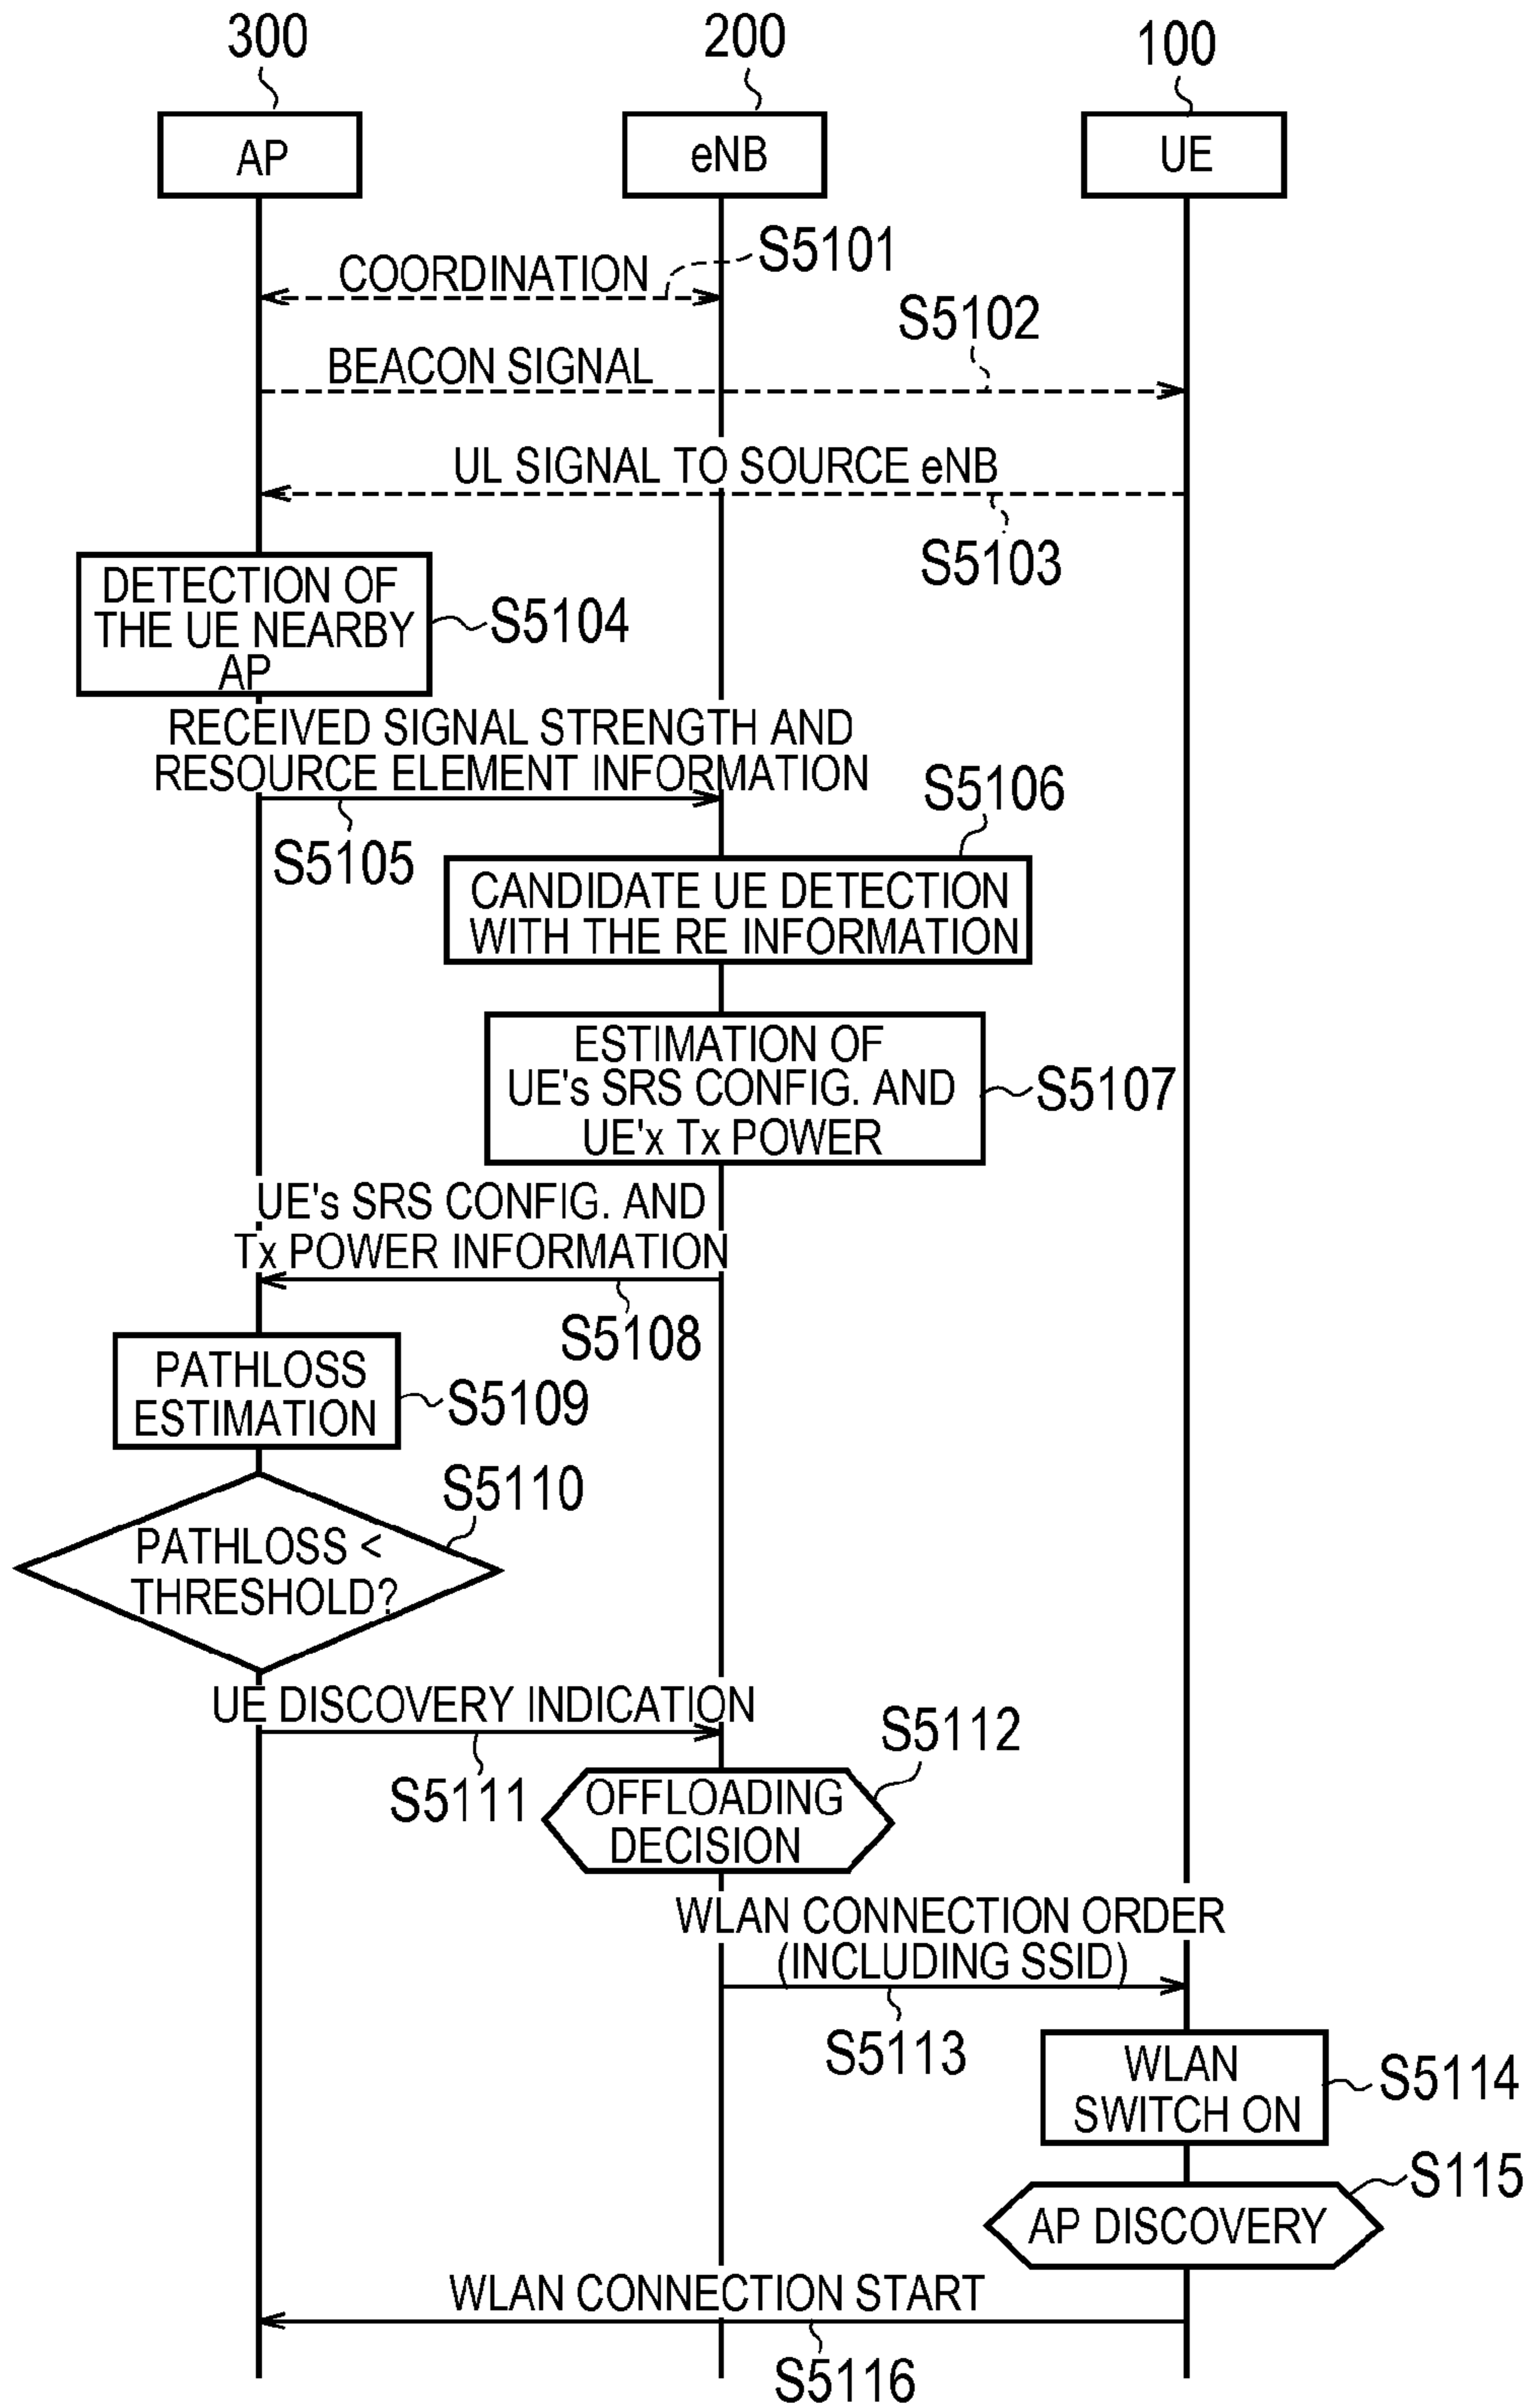 300
200
100
AP
eNB
UE
S5101
COORDINATION
S5102
BEACON SIGNAL
UL SIGNAL TO SOURCE eNB
S5103
DETECTION OF
THE UE NEARBY
AP
S5104
RECEIVED SIGNAL STRENGTH AND
RESOURCE ELEMENT INFORMATION
S5105
S5106
CANDIDATE UE DETECTION
WITH THE RE INFORMATION
ESTIMATION OF
UE's SRS CONFIG. AND
UE'x Tx POWER
S5107
UE's SRS CONFIG. AND
Tx POWER INFORMATION
S5108
PATHLOSS
ESTIMATION
S5109
S5110
PATHLOSS <
THRESHOLD?
UE DISCOVERY INDICATION
S5111
S5112
OFFLOADING
DECISION
WLAN CONNECTION ORDER
(INCLUDING SSID)
S5113
WLAN
SWITCH ON
S5114
S115
AP DISCOVERY
WLAN CONNECTION START
S5116